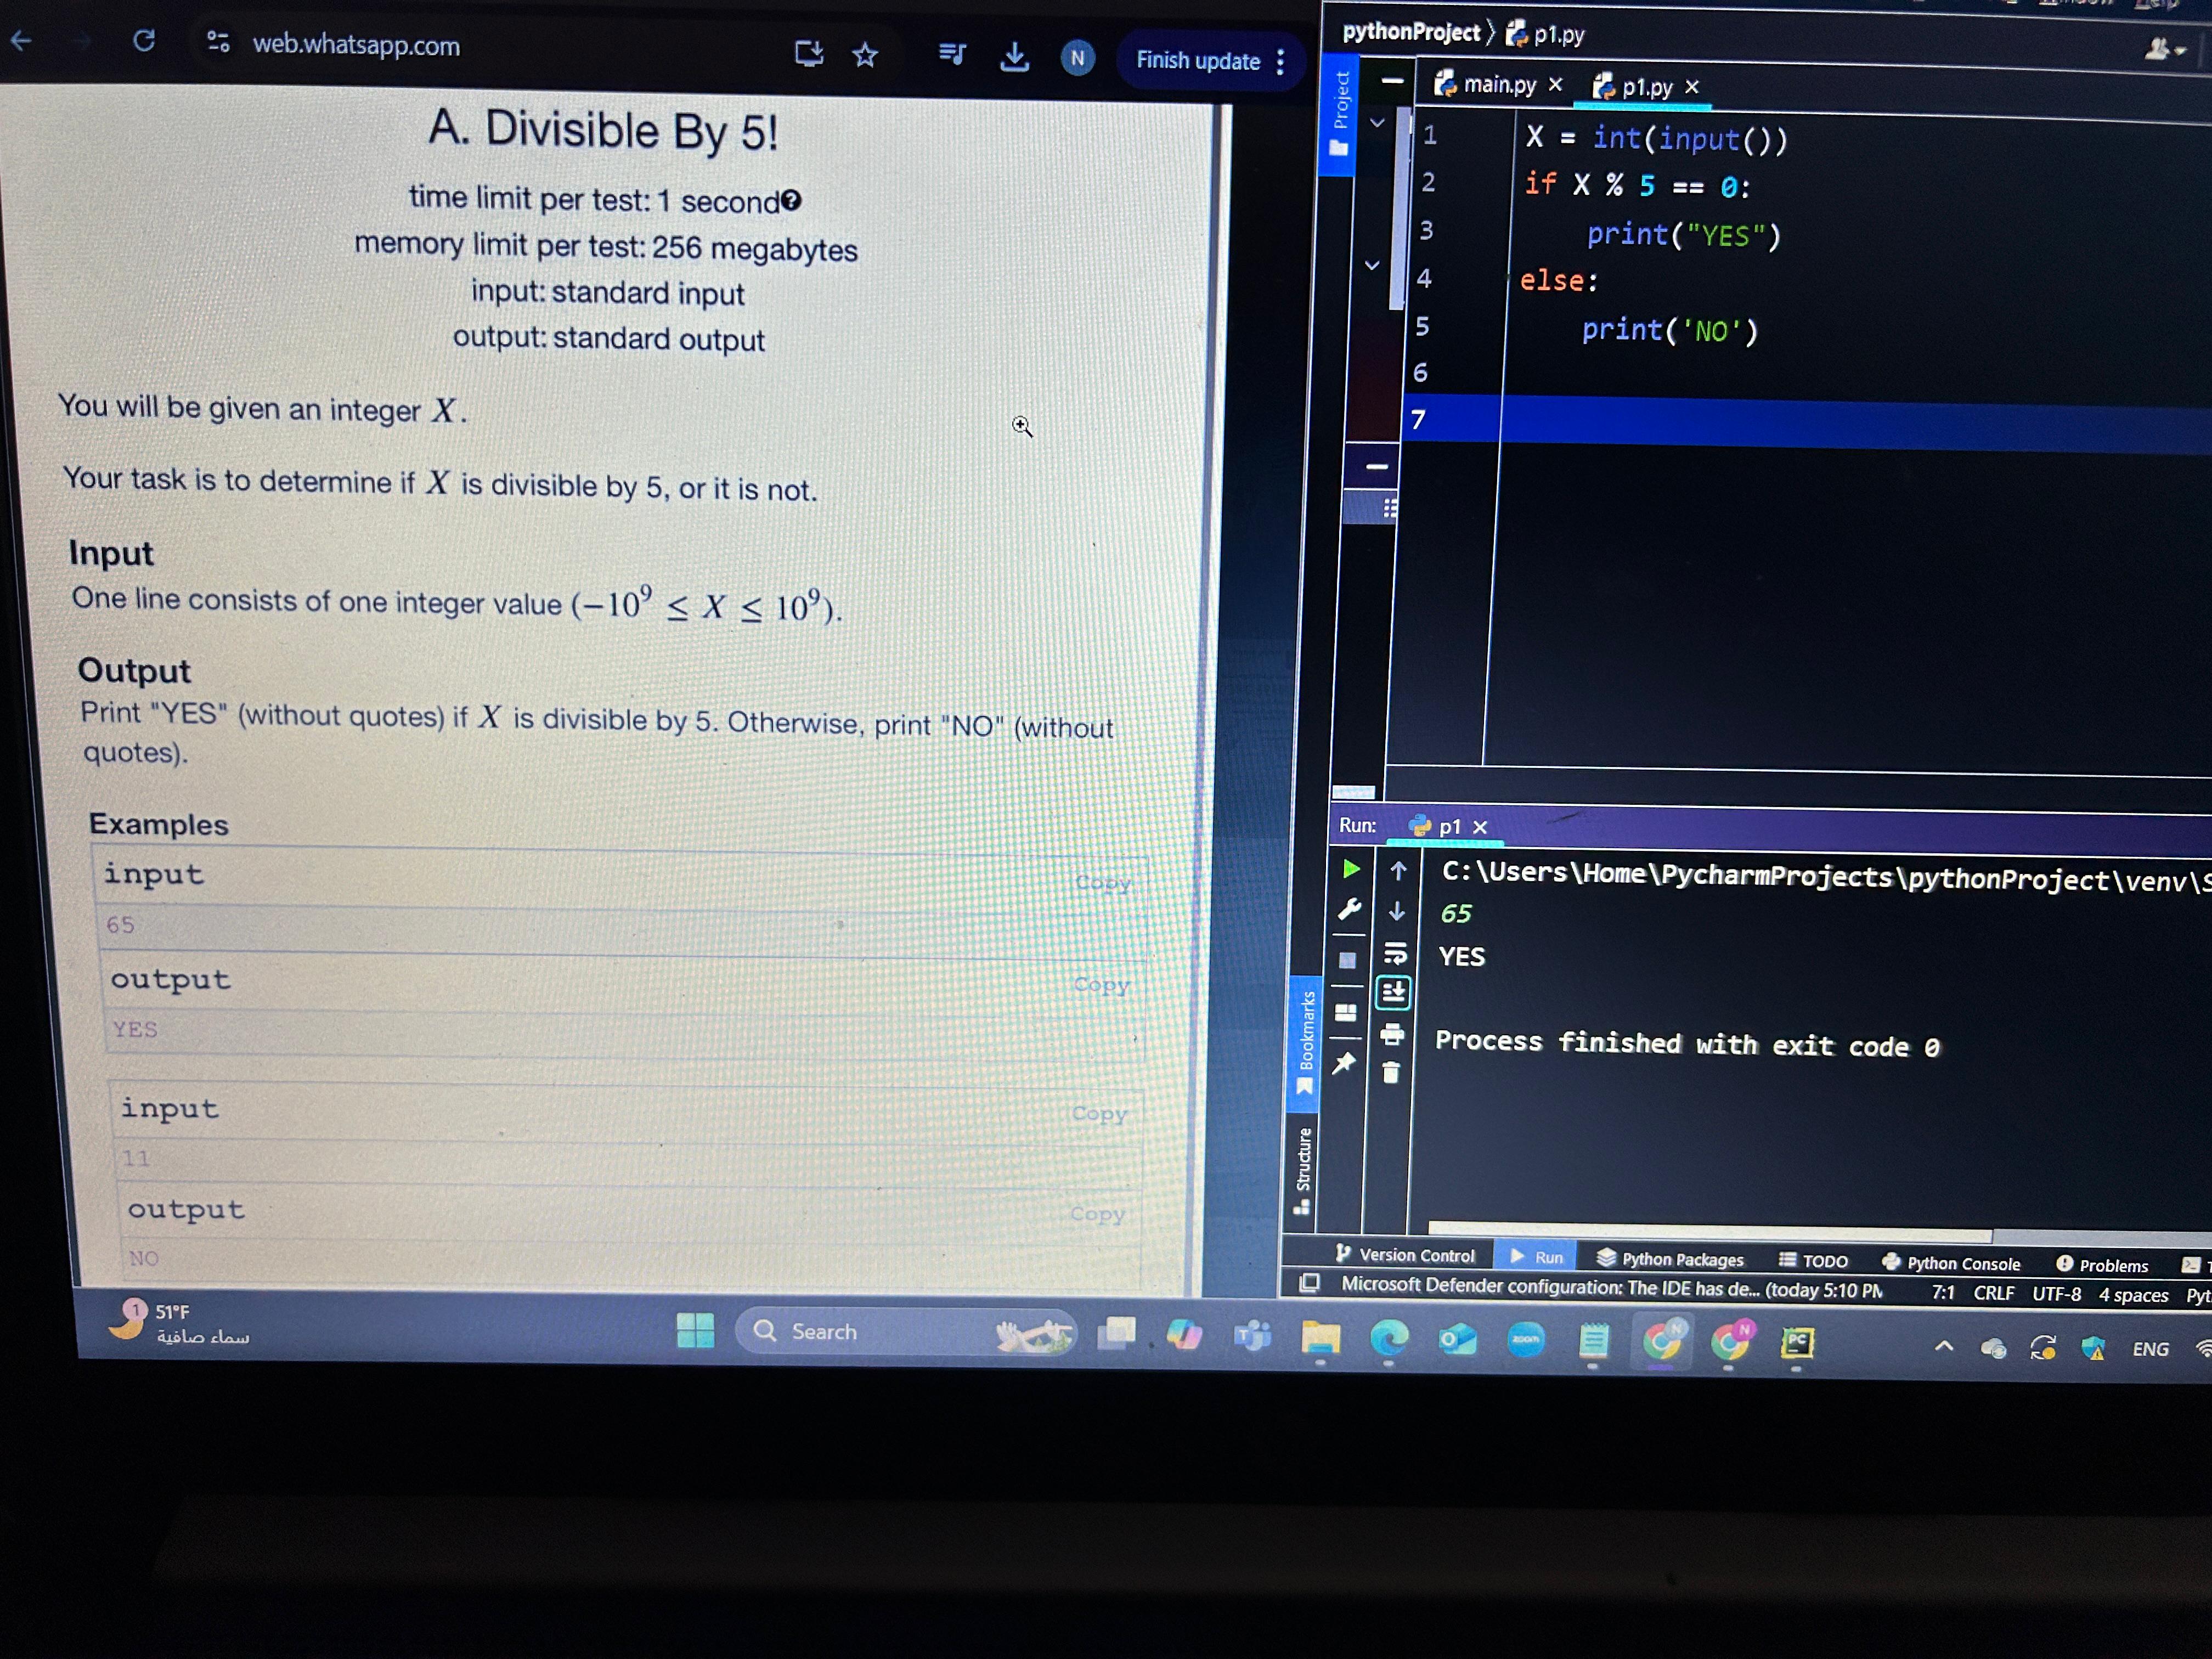 web.whatsapp.com
Finish update
A. Divisible By 5!
time limit per test: 1 second
memory limit per test: 256 megabytes
input: standard input
output: standard output
You will be given an integer X.
Your task is to determine if X is divisible by 5, or it is not.
Input
One line consists of one integer value (−10⁹ ≤ X ≤ 10⁹).
Output
Print "YES" (without quotes) if X is divisible by 5. Otherwise, print "NO" (without
quotes).
Examples
input
Copy
65
output
Copy
YES
input
Copy
11
output
Copy
NO
pythonProject
p1.py
Project
main.py
p1.py
1 X = int(input())
2 if X % 5 == 0:
3 print("YES")
4 else:
5 print('NO')
6
7
Run: p1
C:\Users\Home\PycharmProjects\pythonProject\venv\S
65
YES
Process finished with exit code 0
Bookmarks
Structure
Version Control
Run
Python Packages
TODO
Python Console
Problems
Microsoft Defender configuration: The IDE has de... (today 5:10 PM
7:1 CRLF UTF-8 4 spaces Pyt
1
51°F
سماء صافية
Search
zoom
PC
ENG